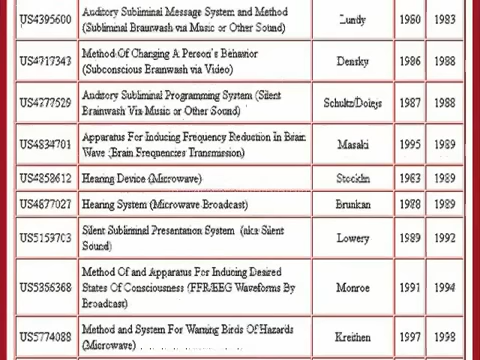 US4395600 Auditory Subliminal Message System and Method Lundy 1980 1983
(Subliminal Brainwash via Music or Other Sound)
US4717343 Method Of Changing A Person's Behavior Densky 1986 1988
(Subconscious Brainwash via Video)
US4777529 Auditory Subliminal Programming System (Silent Schultz/Doings 1987 1988
Brainwash Via Music or Other Sound)
US4834701 Apparatus For Inducing Frequency Reduction In Brain Masaki 1995 1989
Wave (Brain Frequencies Transmission)
US4858612 Hearing Device (Microwave) Stocklin 1983 1989
US4877027 Hearing System (Microwave Broadcast) Brunkan 1988 1989
US5159703 Silent Subliminal Presentation System (aka Silent Lowery 1989 1992
Sound)
US5356368 Method Of and Apparatus For Inducing Desired Monroe 1991 1994
States Of Consciousness (FFR/EEG Waveforms By
Broadcast)
US5774088 Method and System For Warning Birds Of Hazards Kreithen 1997 1998
(Microwave)